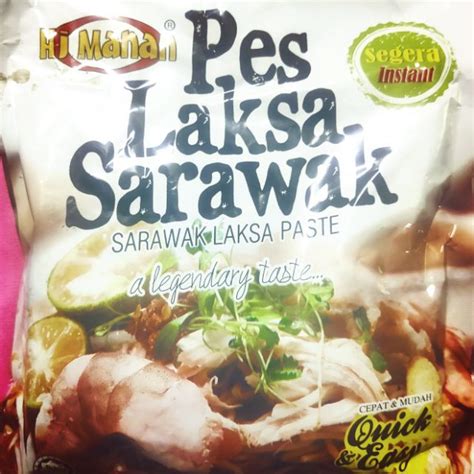 Hj Manan ®
Segera
Instant
Pes
Laksa
Sarawak
SARAWAK LAKSA PASTE
a legendary taste...
CEPAT & MUDAH
Quick
& Easy